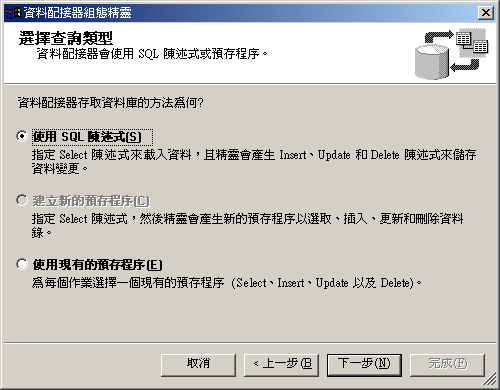 資料配接器組態精靈
選擇查詢類型
資料配接器會使用 SQL 陳述式或預存程序。
資料配接器存取資料庫的方法為何?
使用 SQL 陳述式(S)
指定 Select 陳述式來載入資料，且精靈會產生 Insert、Update 和 Delete 陳述式來儲存
資料變更。
建立新的預存程序(C)
指定 Select 陳述式，然後精靈會產生新的預存程序以選取、插入、更新和刪除資料
錄。
使用現有的預存程序(E)
為每個作業選擇一個現有的預存程序 (Select、Insert、Update 以及 Delete)。
取消
< 上一步(B
下一步(N)
完成(F)